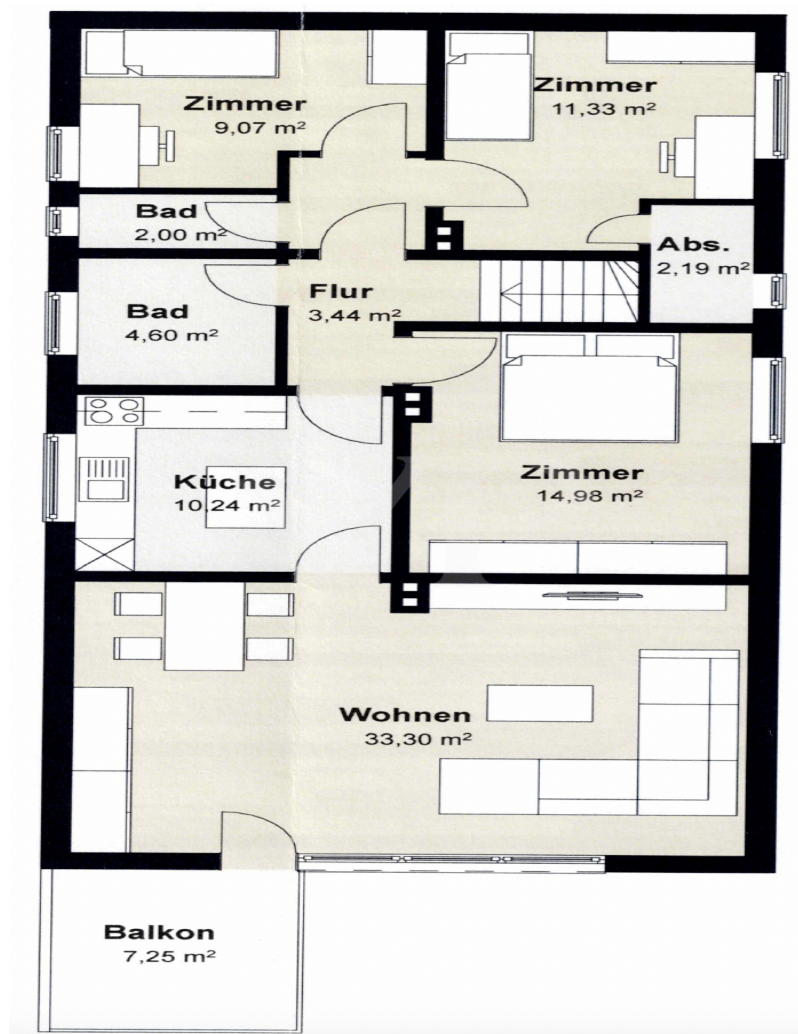 Zimmer
9,07 m²
Zimmer
11,33 m²
Bad
2,00 m²
Abs.
2,19 m²
Flur
3,44 m²
Bad
4,60 m²
Zimmer
14,98 m²
Küche
10,24 m²
Wohnen
33,30 m²
Balkon
7,25 m²